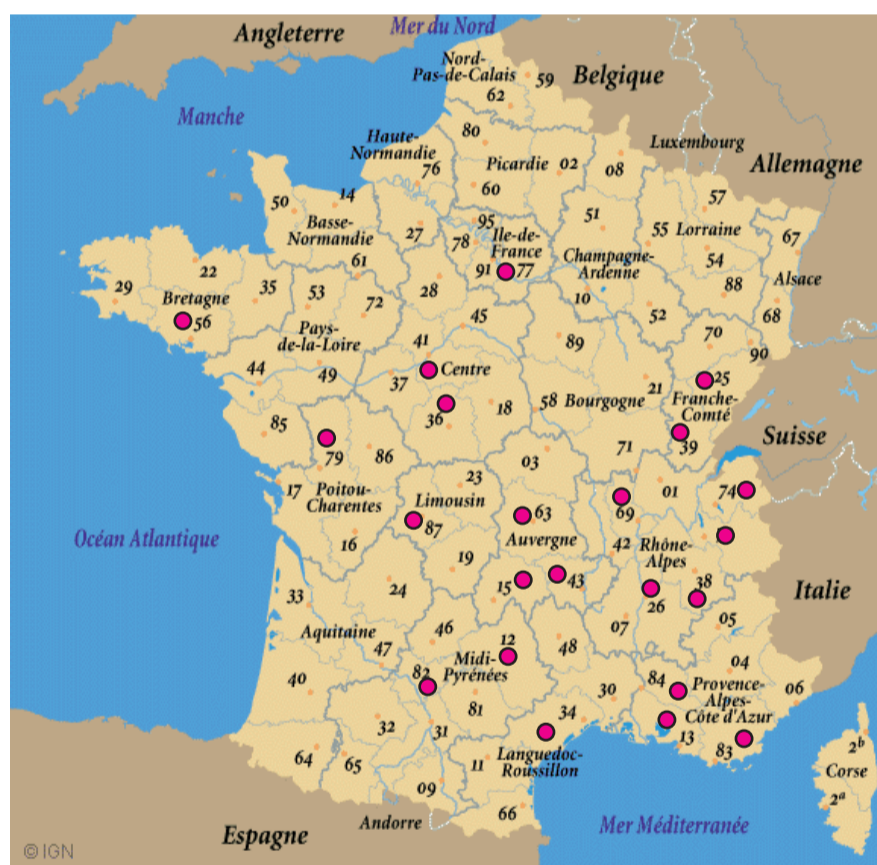 Mer du Nord
Angleterre
Nord-
Pas-de-Calais
59
Belgique
62
Manche
80
Haute-
Normandie
Picardie
02
08
Luxembourg
Allemagne
76
60
57
50
14
51
95
Basse-
Normandie
27
78
Ile-de-
France
55
Lorraine
67
22
61
91
77
Champagne-
Ardenne
54
Alsace
29
Bretagne
35
53
28
10
88
56
72
45
52
68
Pays-
de-la-Loire
41
89
70
90
44
49
37
Centre
21
25
85
36
18
58
Bourgogne
Franche-
Comté
79
86
71
39
Suisse
03
17
Poitou-
Charentes
23
Limousin
01
74
87
63
69
Océan Atlantique
16
Auvergne
42
Rhône-
Alpes
19
15
43
38
Italie
33
24
26
07
05
Aquitaine
46
12
48
47
Midi-
Pyrénées
04
40
82
84
Provence-
Alpes-
Côte d'Azur
06
30
81
34
32
31
13
83
2b
64
65
11
Languedoc-
Roussillon
Corse
09
2a
66
Andorre
Mer Méditerranée
Espagne
© IGN